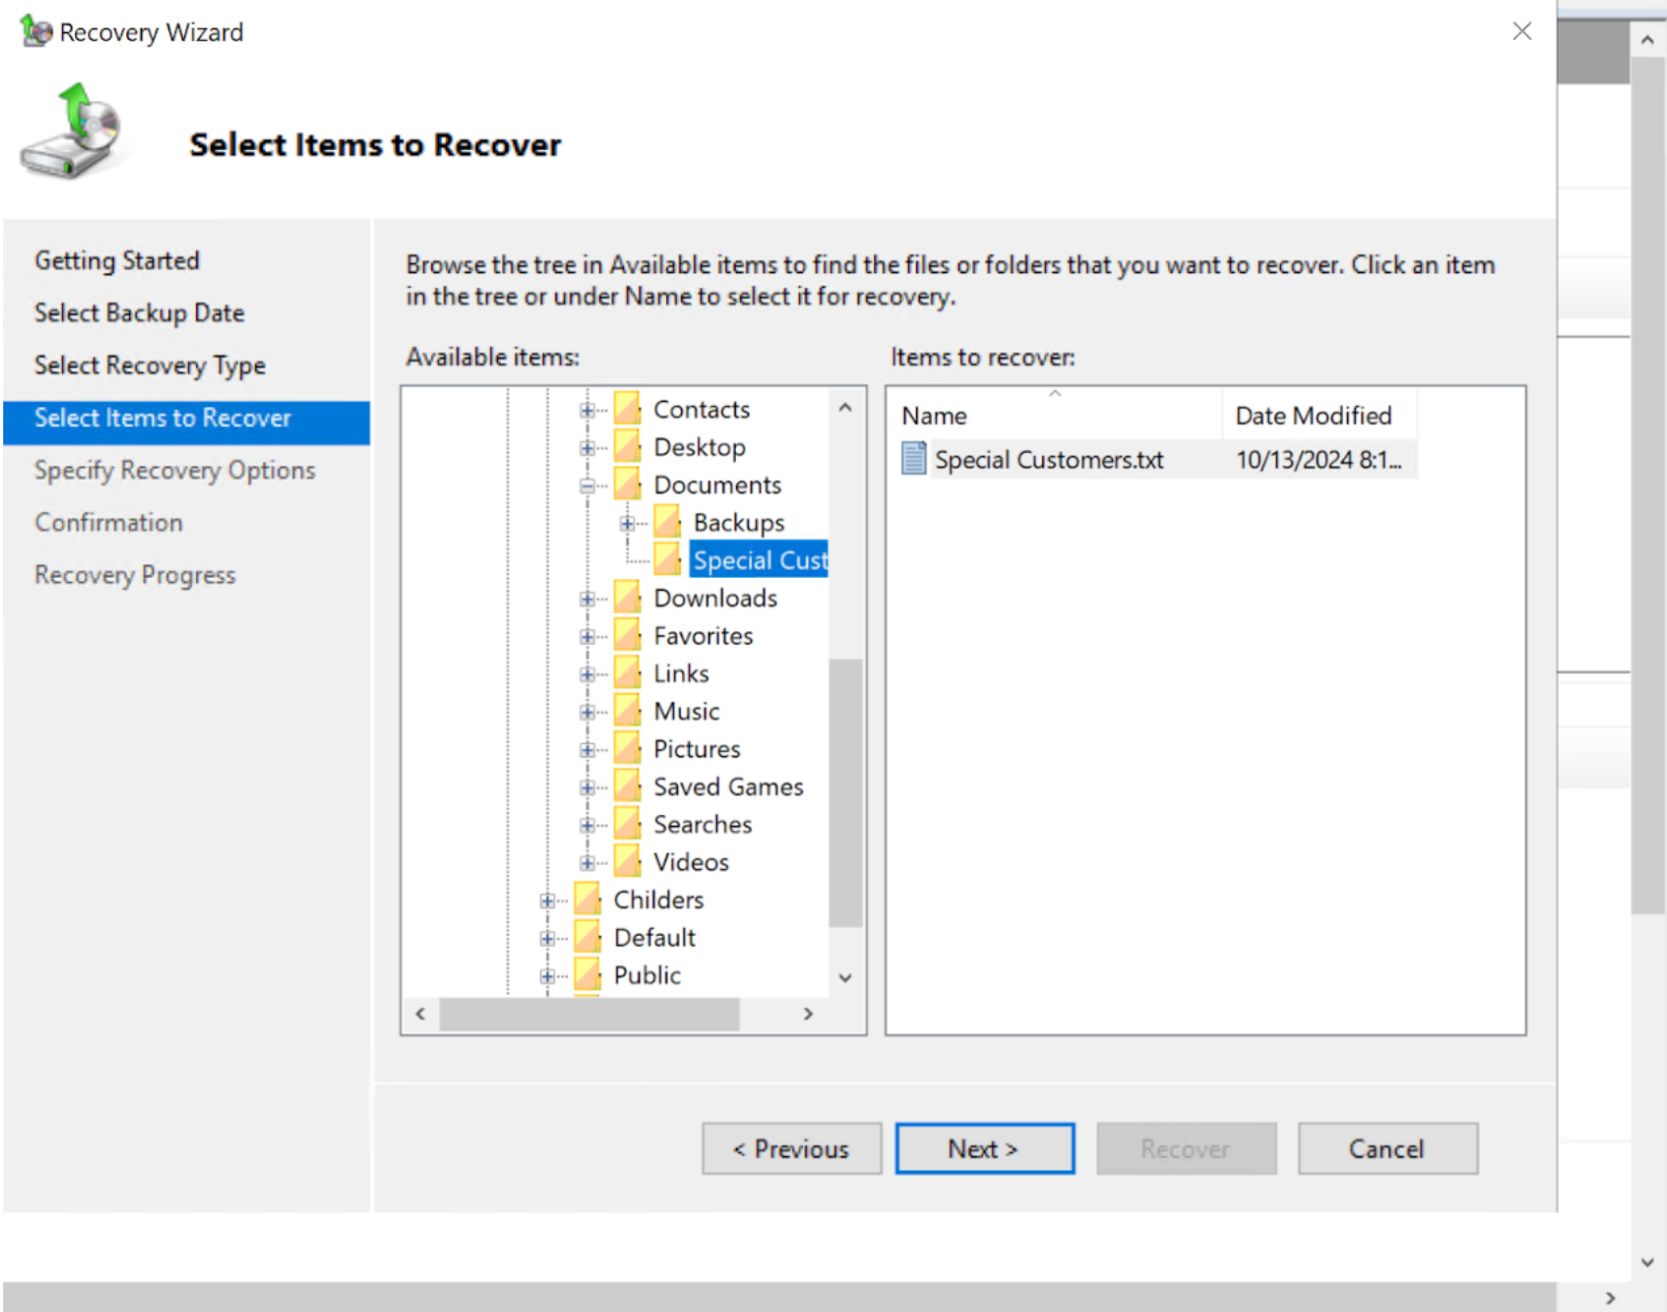 Recovery Wizard
Select Items to Recover
Getting Started
Select Backup Date
Select Recovery Type
Select Items to Recover
Specify Recovery Options
Confirmation
Recovery Progress
Browse the tree in Available items to find the files or folders that you want to recover. Click an item
in the tree or under Name to select it for recovery.
Available items:
Contacts
Desktop
Documents
Backups
Special Cust
Downloads
Favorites
Links
Music
Pictures
Saved Games
Searches
Videos
Childers
Default
Public
Items to recover:
Name Date Modified
Special Customers.txt 10/13/2024 8:1...
< Previous Next > Recover Cancel